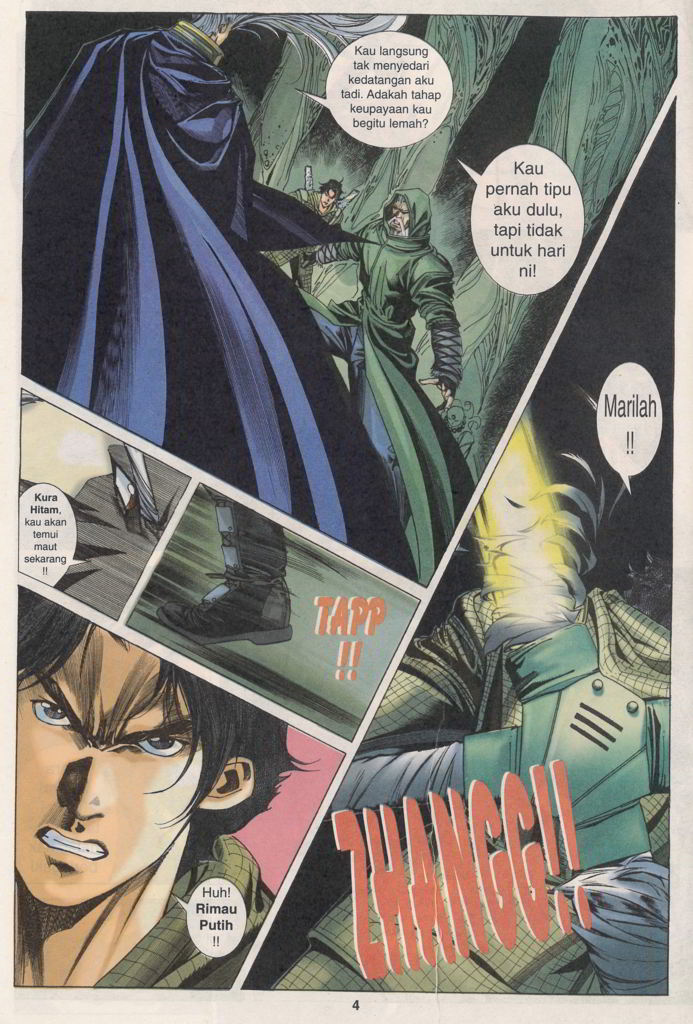 Kau langsung
tak menyedari
kedatangan aku
tadi. Adakah tahap
keupayaan kau
begitu lemah?
Kau
pernah tipu
aku dulu,
tapi tidak
untuk hari
ni!
Marilah
!!
Kura
Hitam,
kau akan
temui
maut
sekarang
!!
TAPP
!!
Huh!
Rimau
Putih
!!
ZHANGG!!
4